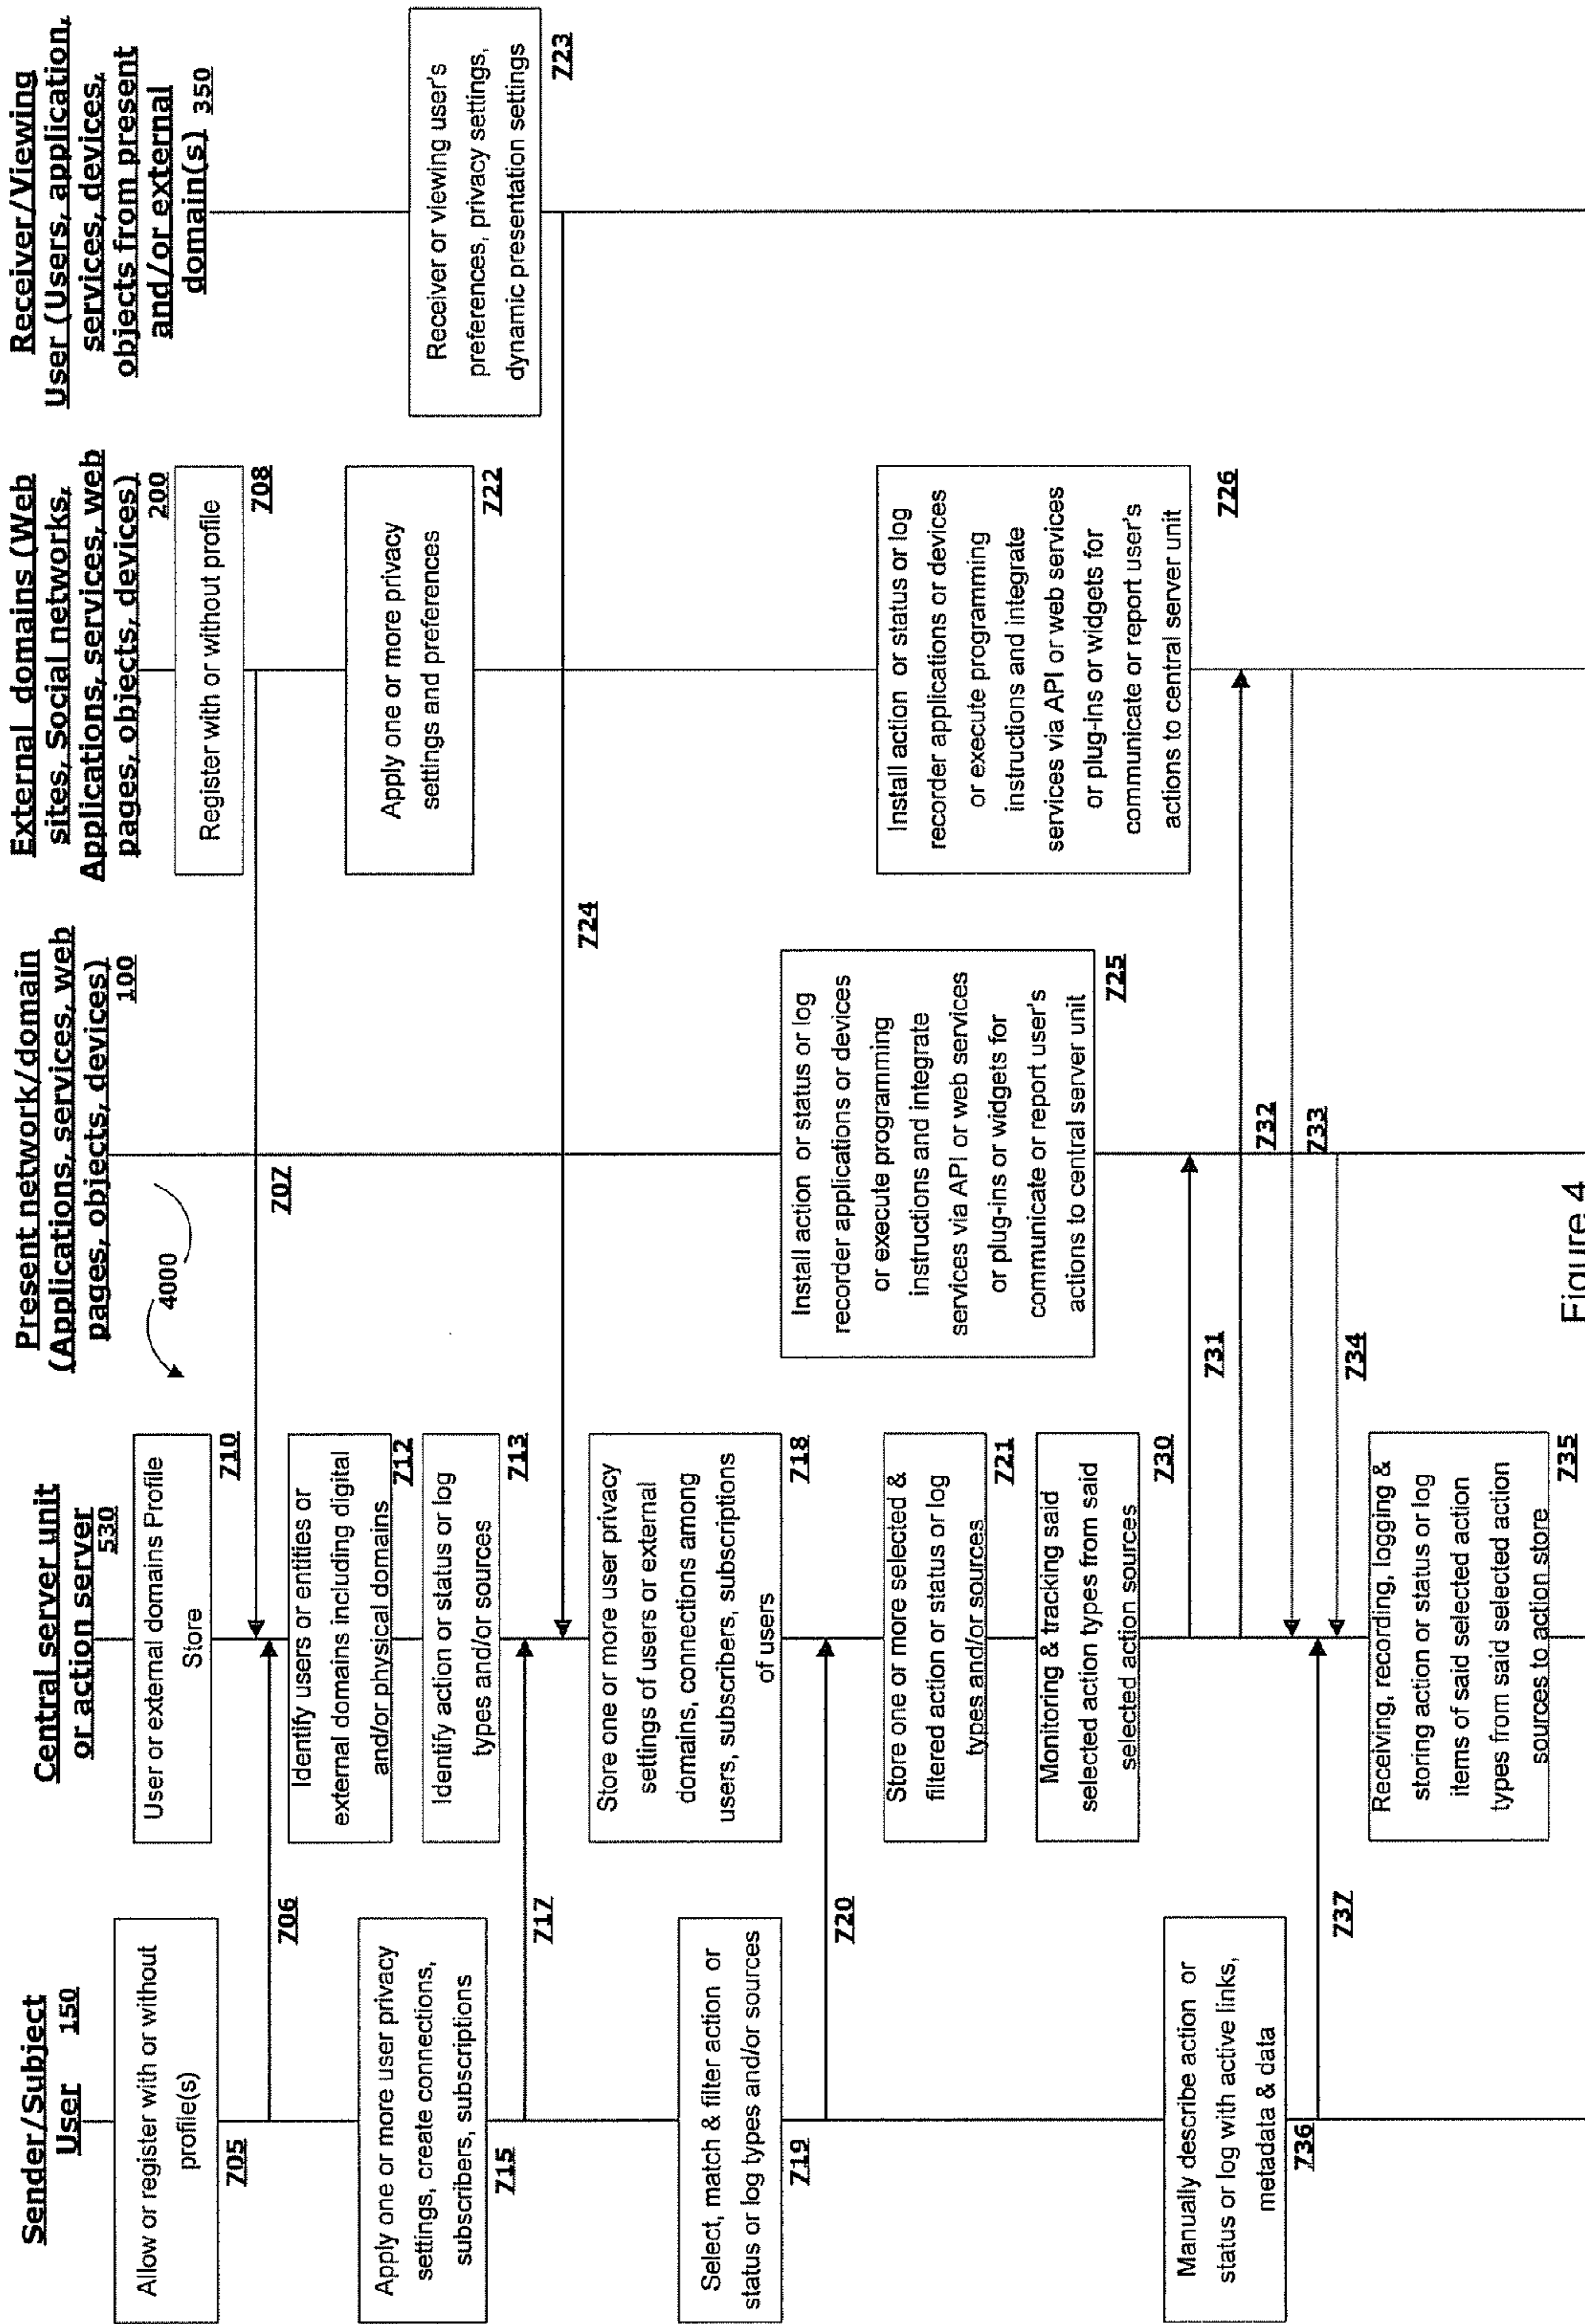 Sender/Subject
User 150
Allow or register with or without
profile(s)
705
706
Apply one or more user privacy
settings, create connections,
subscribers, subscriptions
715
717
Select, match & filter action or
status or log types and/or sources
719
720
Manually describe action or
status or log with active links,
metadata & data
736
737
Central server unit
or action server
530
User or external domains Profile
Store
710
Identify users or entities or
external domains including digital
and/or physical domains
712
Identify action or status or log
types and/or sources
713
Store one or more user privacy
settings of users or external
domains, connections among
users, subscribers, subscriptions
of users
718
Store one or more selected &
filtered action or status or log
types and/or sources
721
Monitoring & tracking said
selected action types from said
selected action sources
730
Receiving, recording, logging &
storing action or status or log
items of said selected action
types from said selected action
sources to action store
735
Present network/domain
(Applications, services, web
pages, objects, devices)
100
4000
707
Install action or status or log
recorder applications or devices
or execute programming
instructions and integrate
services via API or web services
or plug-ins or widgets for
communicate or report user's
actions to central server unit
725
731
732
733
734
External domains (Web
sites, Social networks,
Applications, services, web
pages, objects, devices)
200
Register with or without profile
708
Apply one or more privacy
settings and preferences
722
724
Install action or status or log
recorder applications or devices
or execute programming
instructions and integrate
services via API or web services
or plug-ins or widgets for
communicate or report user's
actions to central server unit
726
Receiver/Viewing
User (Users, application,
services, devices,
objects from present
and/or external
domain(s) 350
Receiver or viewing user's
preferences, privacy settings,
dynamic presentation settings
723
Figure 4